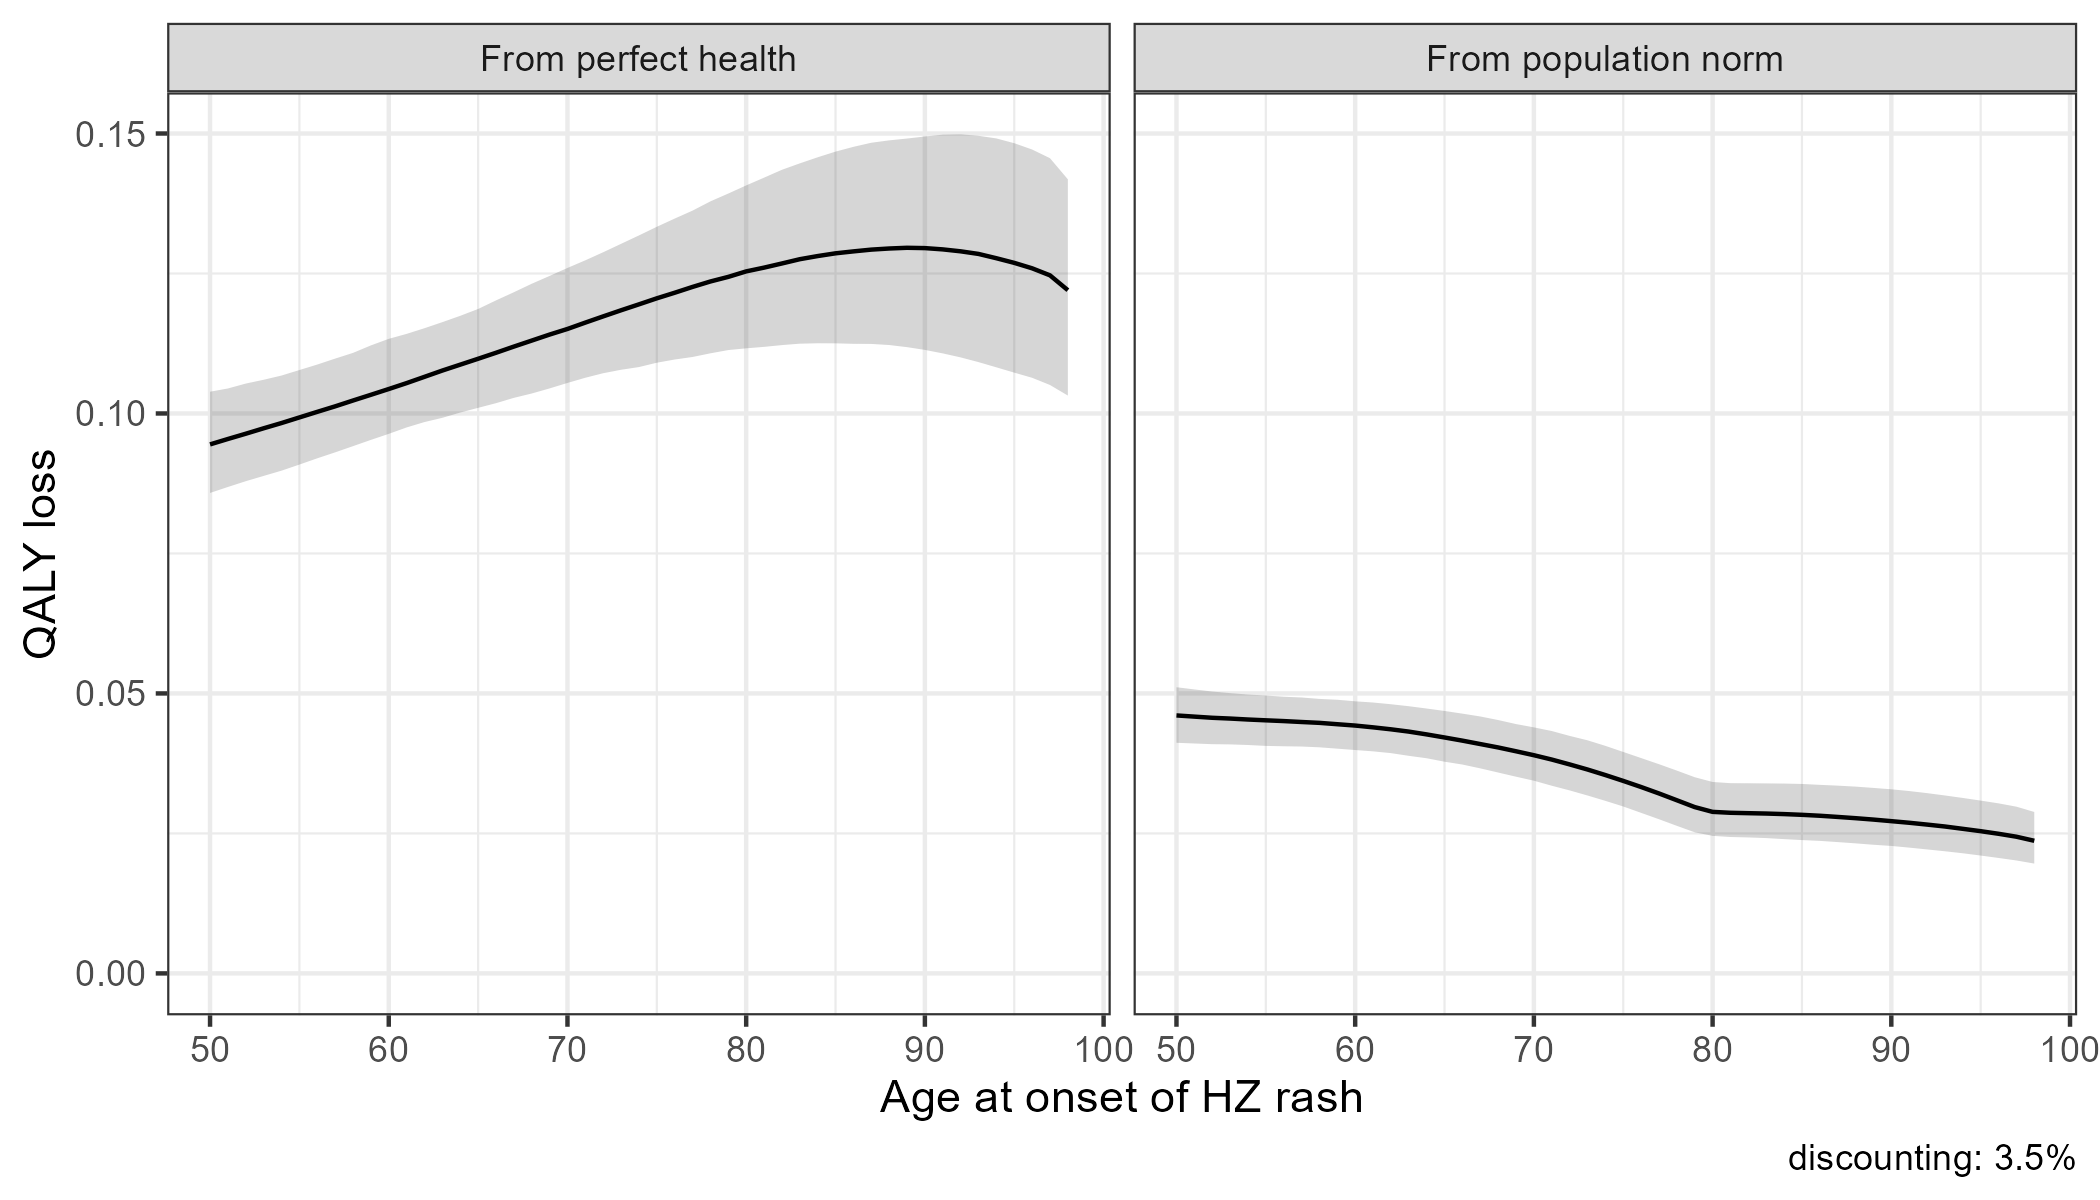 From perfect health
From population norm
QALY loss
0.15
0.10
0.05
0.00
50 60 70 80 90 100
50 60 70 80 90 100
Age at onset of HZ rash
discounting: 3.5%